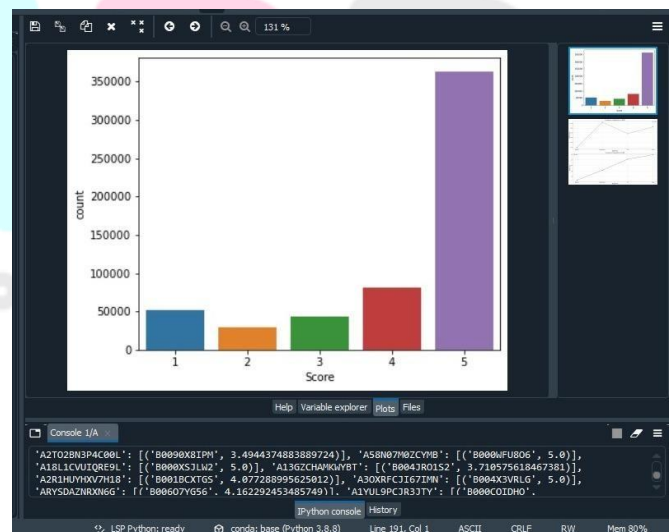 131 %
350000
300000
250000
200000
150000
100000
50000
0
count
1 2 3 4 5
Score
Help Variable explorer Plots Files
Console 1/A
'A2TO2BN3P4C00L': [('B0090X8IPM', 3.4944374883889724)], 'A58N07M0ZCYMB': [('B000WFU8O6', 5.0)],
'A18L1CVUIQRE9L': [('B000XSJLW2', 5.0)], 'A13GZCHAMKWYBT': [('B004JRO1S2', 3.710575618467381)],
'A2R1HUYHXV7H18': [('B001BCXTGS', 4.077288995625012)], 'A3OXRFCJI67IMN': [('B004X3VRLG', 5.0)],
'ARYSDAZNRXN6G': [('B006O7YG56', 4.162292453485749)], 'A1YUL9PCJR3JTY': [('B000COIDHO',
IPython console History
LSP Python: ready conda: base (Python 3.8.8) Line 191, Col 1 ASCII CRLF RW Mem 80%